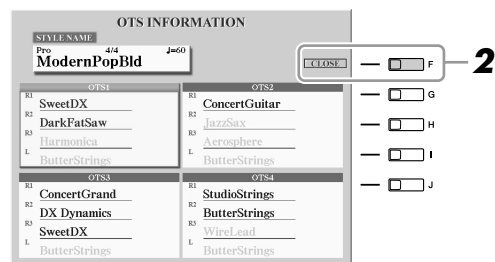 OTS INFORMATION
STYLE NAME
Pro 4/4 ♩=60
ModernPopBld
CLOSE
F
2
G
H
I
J
OTS1
R1 SweetDX
R2 DarkFatSaw
R3 Harmonica
L ButterStrings
OTS2
R1 ConcertGuitar
R2 JazzSax
R3 Aerosphere
L ButterStrings
OTS3
R1 ConcertGrand
R2 DX Dynamics
R3 SweetDX
L ButterStrings
OTS4
R1 StudioStrings
R2 ButterStrings
R3 WireLead
L ButterStrings